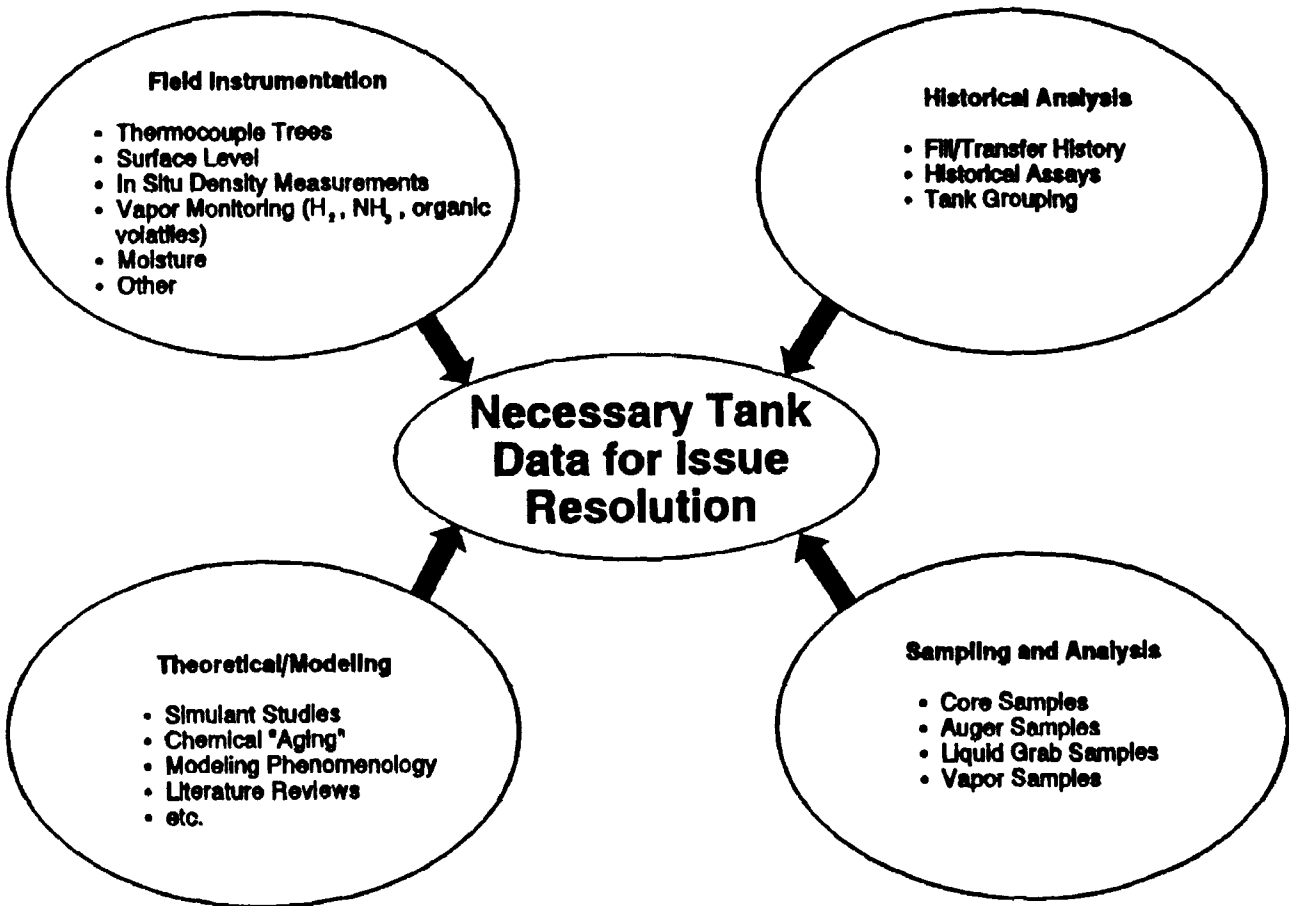 Field Instrumentation
• Thermocouple Trees
• Surface Level
• In Situ Density Measurements
• Vapor Monitoring (H₂, NH₃, organic
volatiles)
• Moisture
• Other
Historical Analysis
• Fill/Transfer History
• Historical Assays
• Tank Grouping
Necessary Tank
Data for Issue
Resolution
Theoretical/Modeling
• Simulant Studies
• Chemical "Aging"
• Modeling Phenomenology
• Literature Reviews
• etc.
Sampling and Analysis
• Core Samples
• Auger Samples
• Liquid Grab Samples
• Vapor Samples